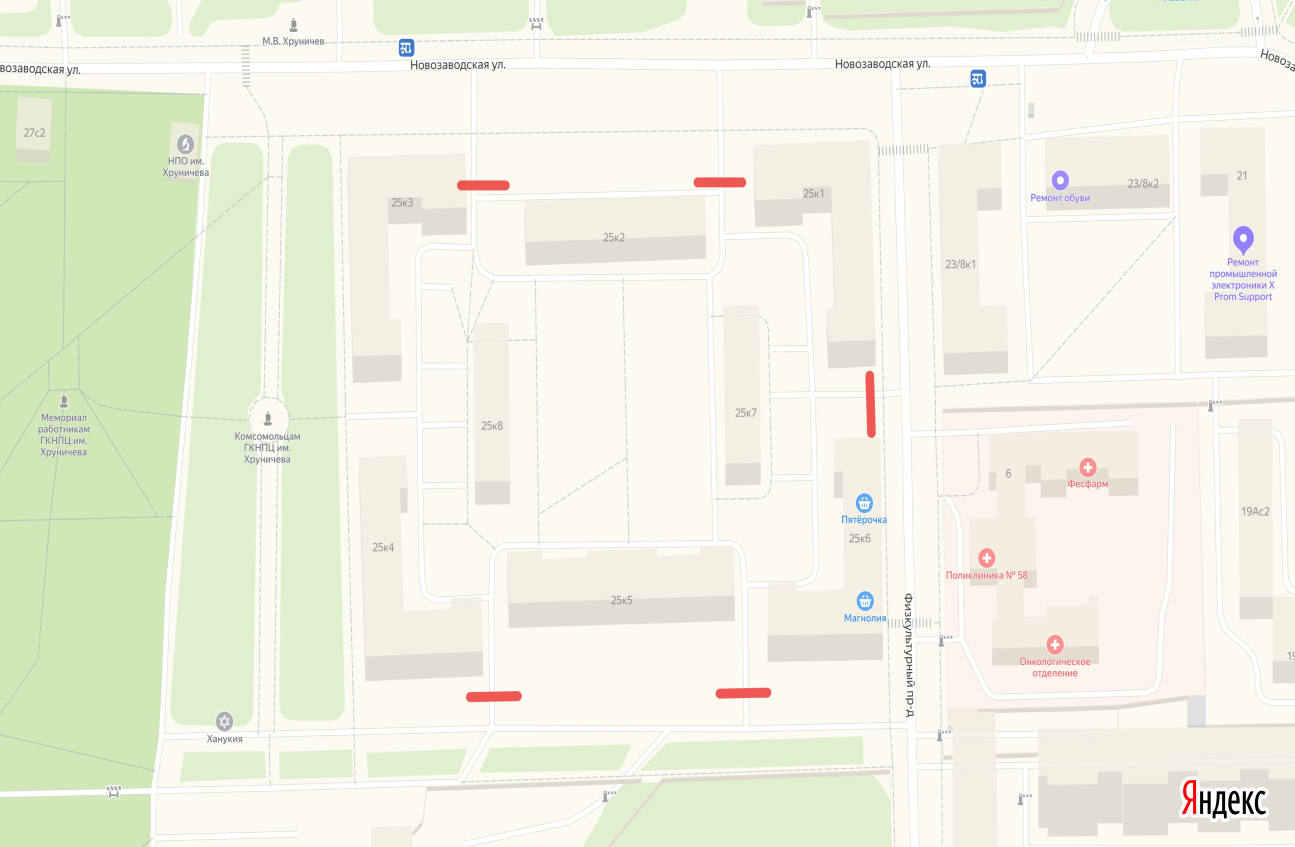 М.В. Хруничев
Новозаводская ул.
Новозаводская ул.
27с2
НПО им.
Хруничева
25к3
25к1
25к2
23/8к2
21
Ремонт обуви
23/8к1
Ремонт
промышленной
электроники X
Prom Support
Мемориал
работникам
ГКНПЦ им.
Хруничева
Комсомольцам
ГКНПЦ им.
Хруничева
25к8
25к7
6
Фесфарм
Пятёрочка
25к6
19Ас2
25к4
Поликлиника № 58
25к5
Магнолия
Физкультурный пр-д
Онкологическое
отделение
Ханукия
Яндекс